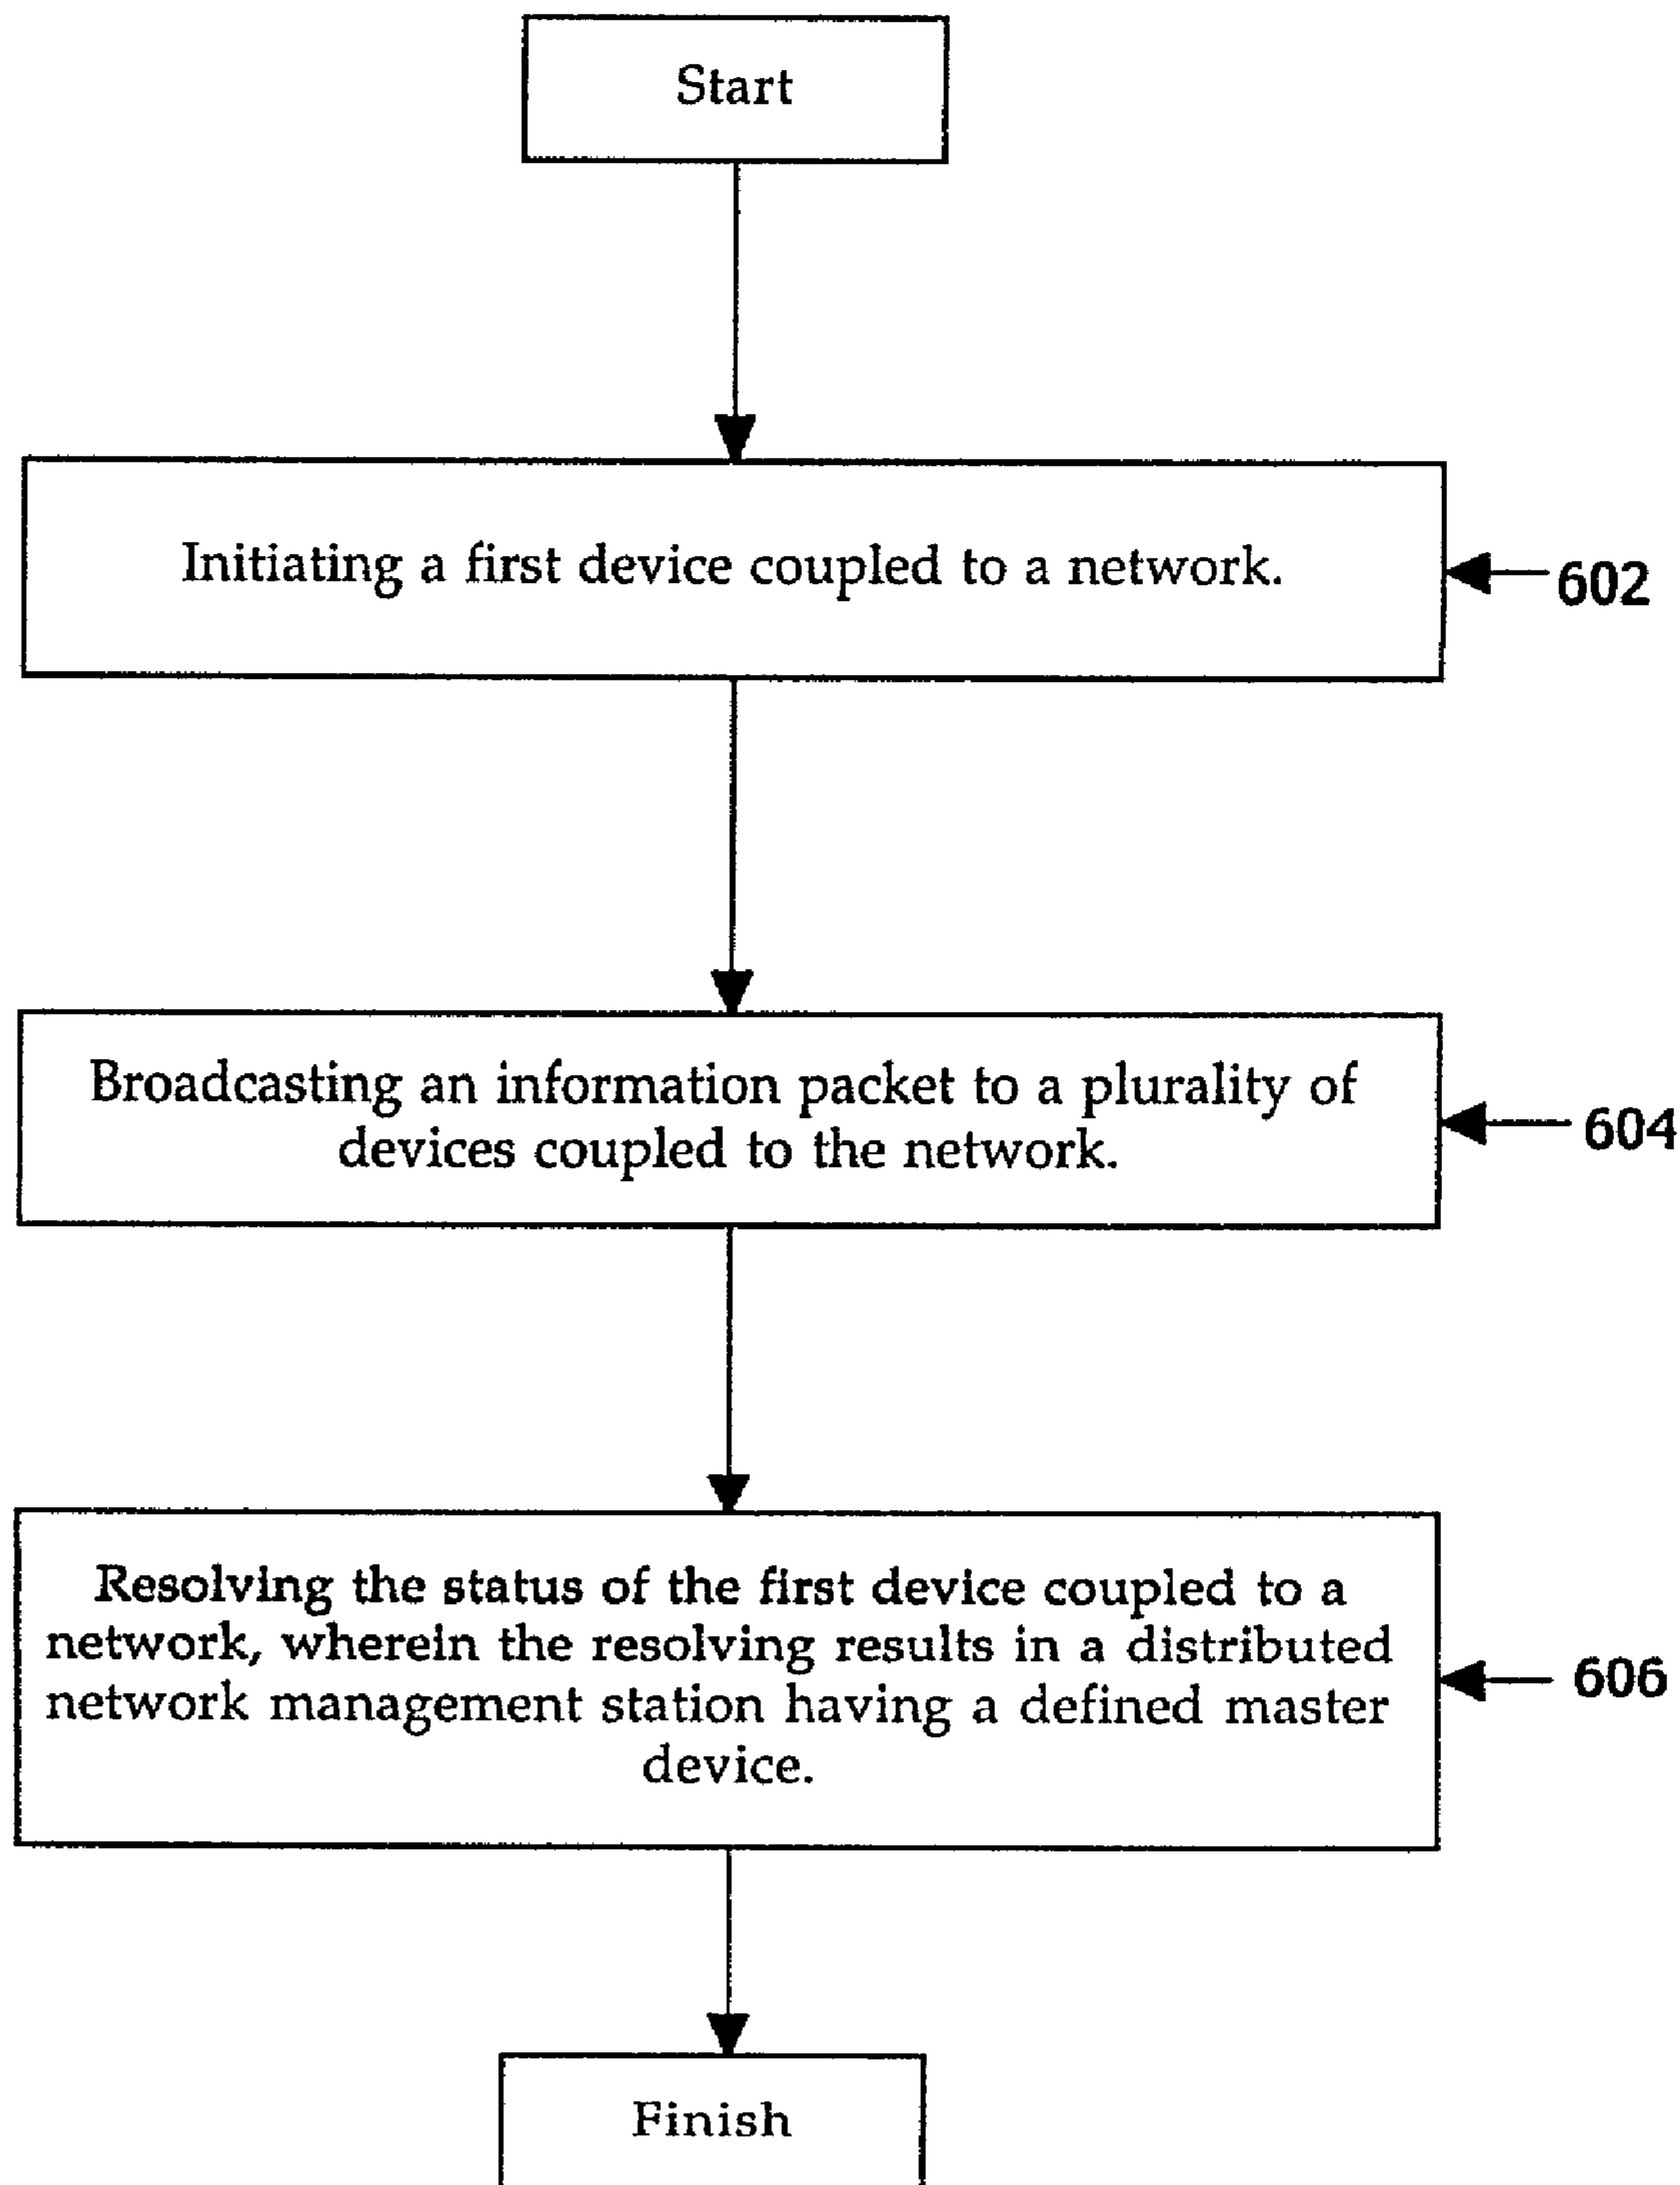 Start
Initiating a first device coupled to a network.
602
Broadcasting an information packet to a plurality of
devices coupled to the network.
604
Resolving the status of the first device coupled to a
network, wherein the resolving results in a distributed
network management station having a defined master
device.
606
Finish